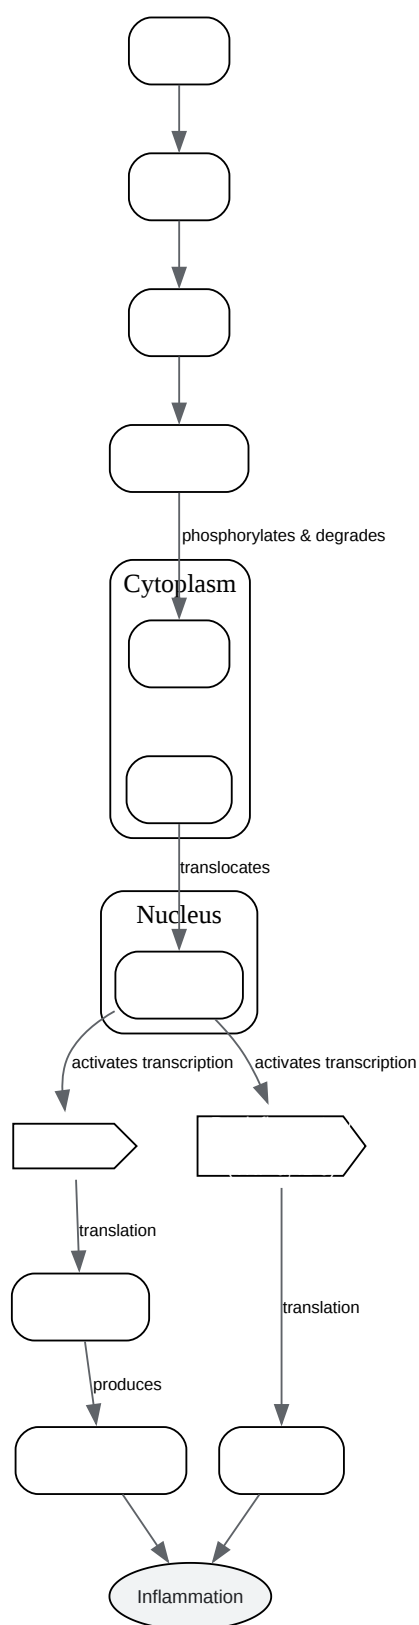 phosphorylates & degrades
Cytoplasm
translocates
Nucleus
activates transcription
activates transcription
translation
translation
produces
Inflammation